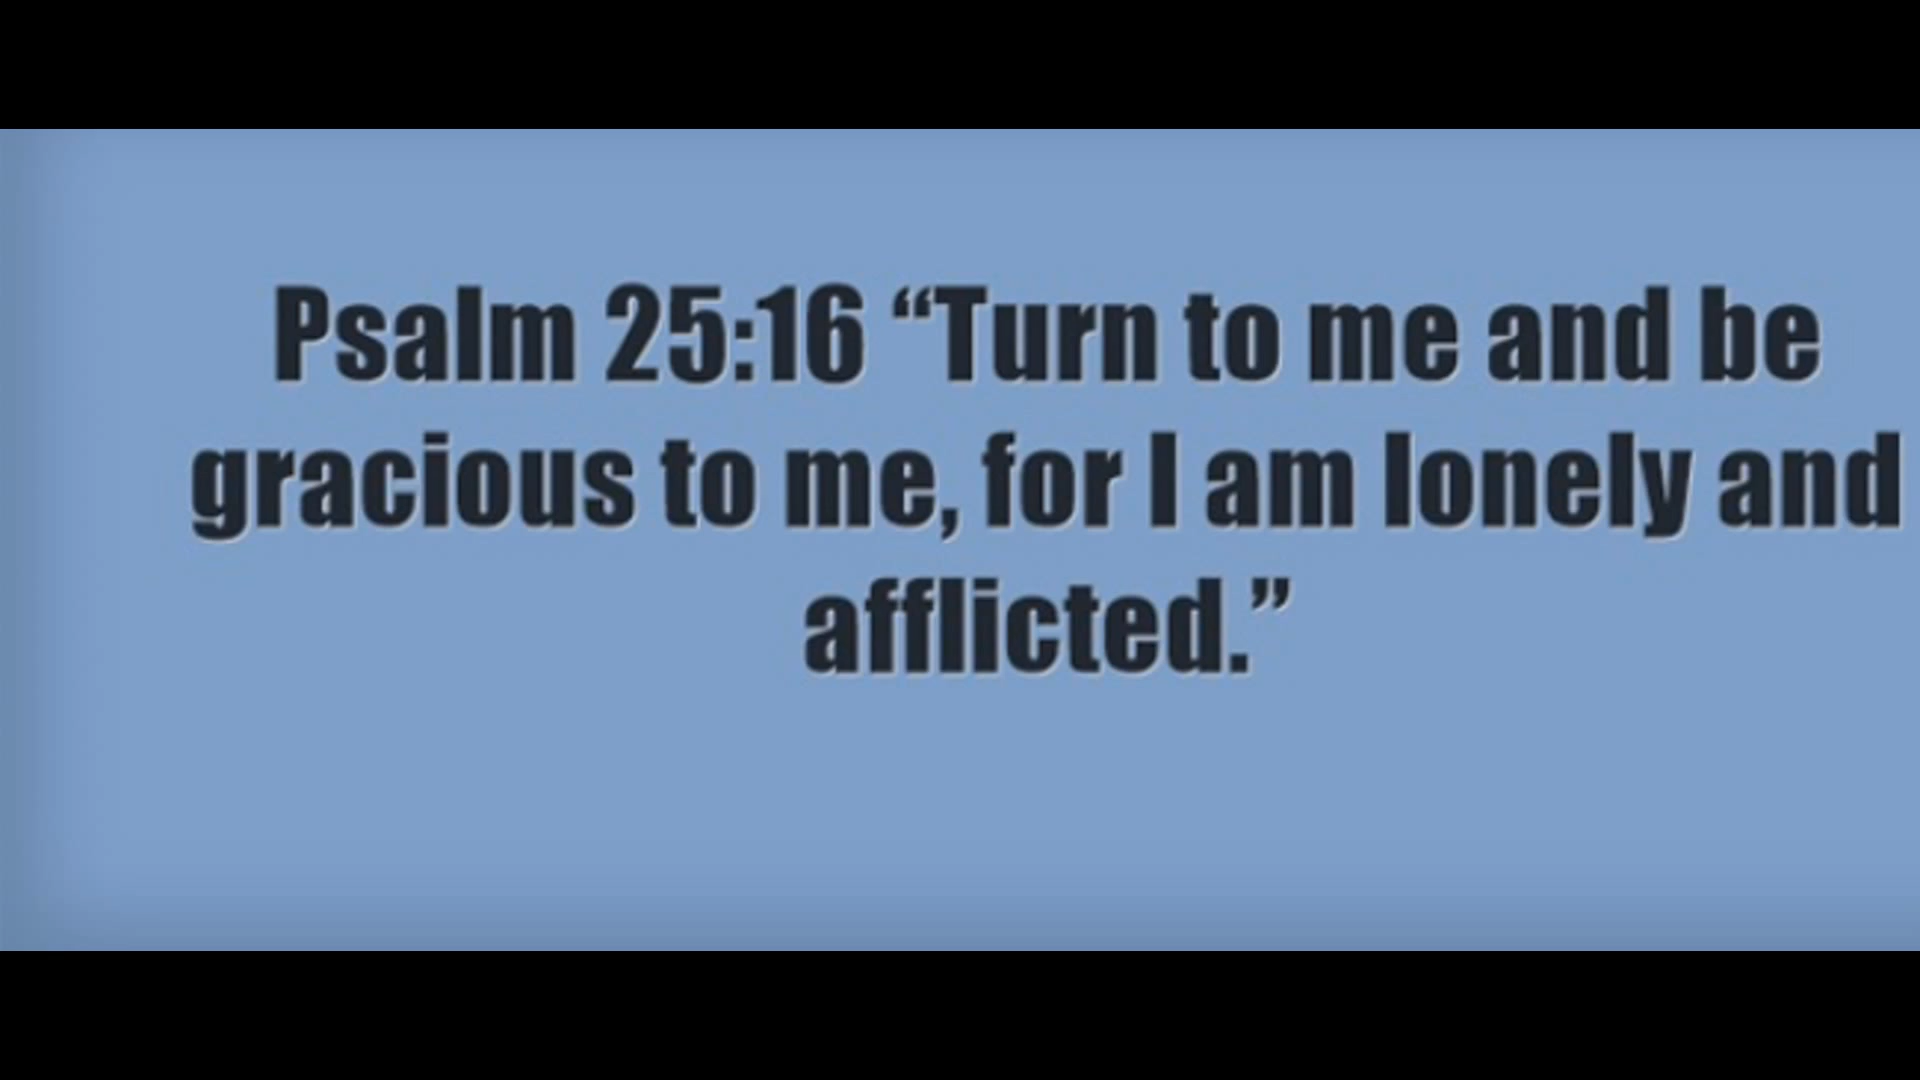 Psalm 25:16 “Turn to me and be
gracious to me, for I am lonely and
afflicted.”